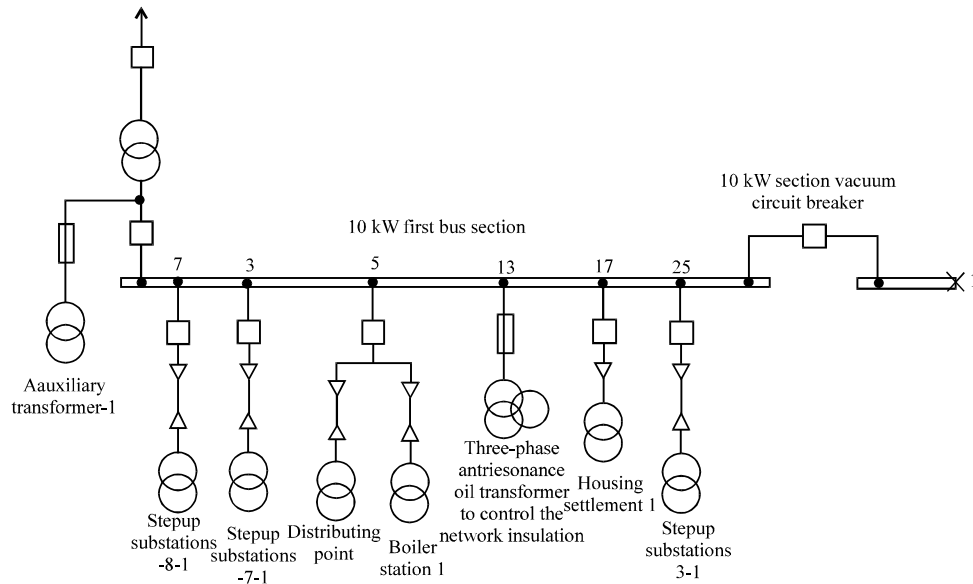 10 kW section vacuum
circuit breaker
10 kW first bus section
7
3
5
13
17
25
1
Aauxiliary
transformer-1
Three-phase
antriesonance
oil transformer
to control the
network insulation
Housing
settlement 1
Stepup
substations
-8-1
Stepup
substations
-7-1
Distributing
point
Boiler
station 1
Stepup
substations
3-1